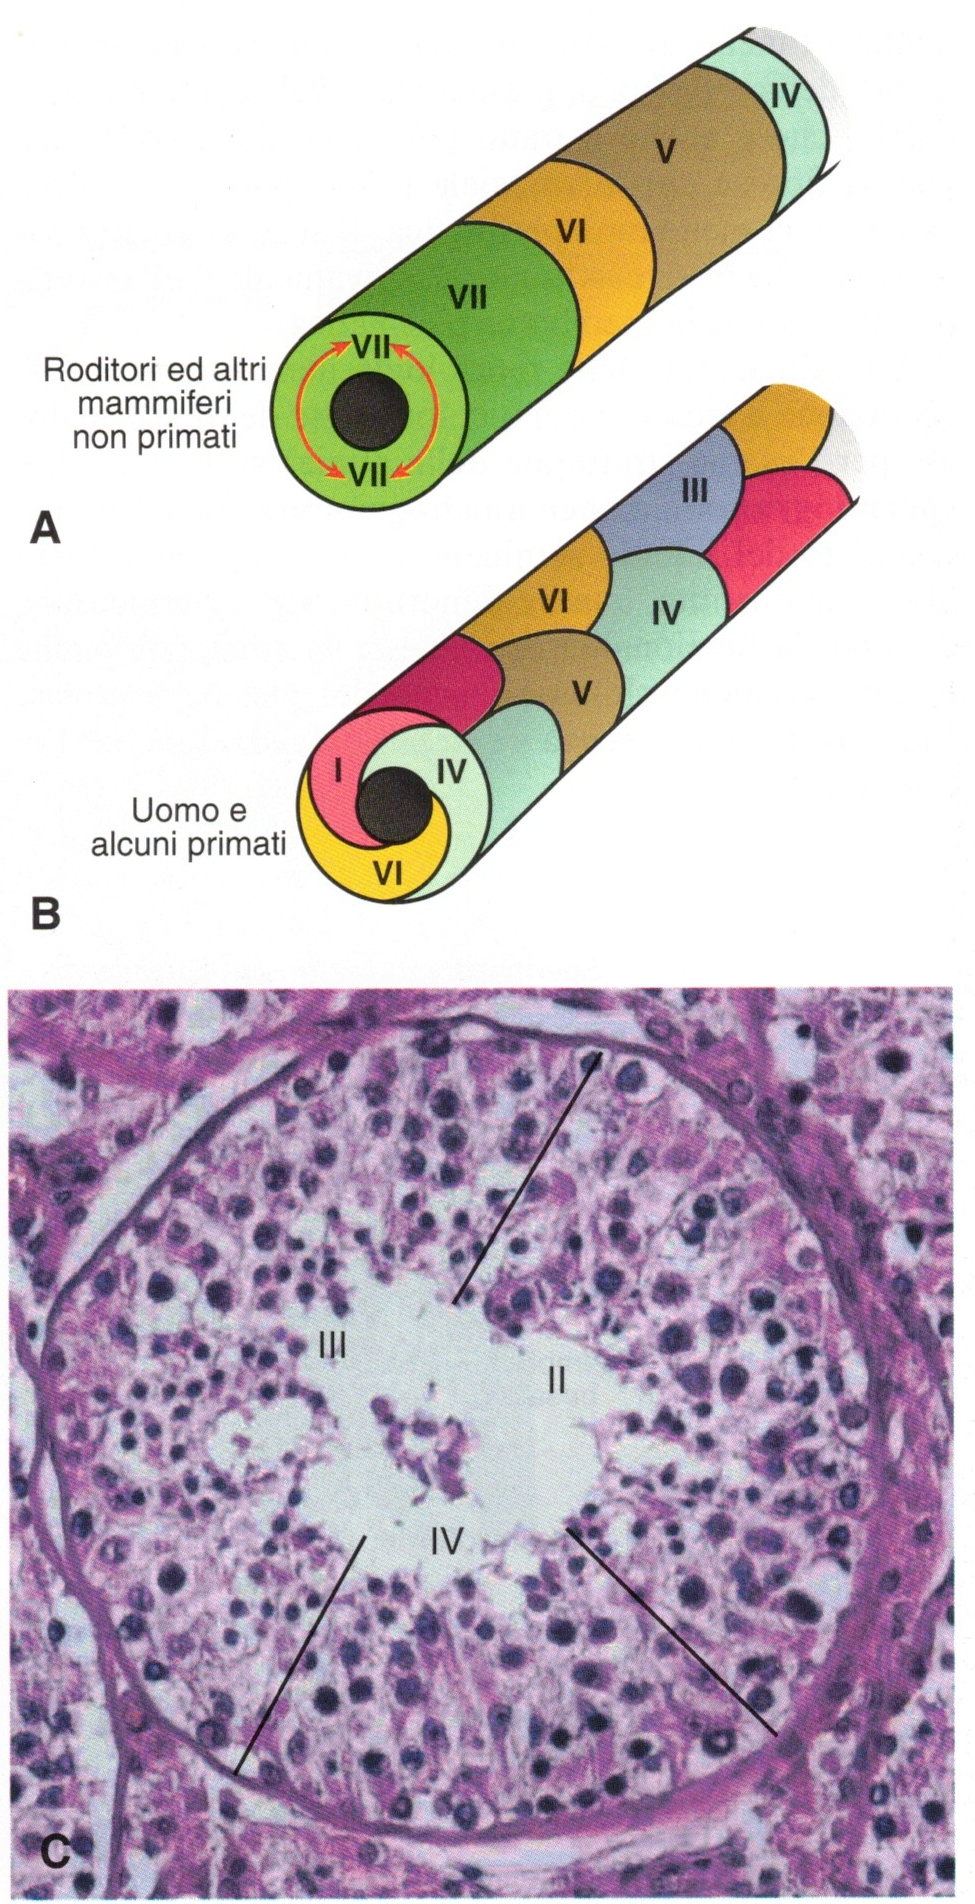 IV
V
VI
VII
VII
VII
Roditori ed altri
mammiferi
non primati
A
III
VI
IV
V
I
IV
VI
Uomo e
alcuni primati
B
III
II
IV
C